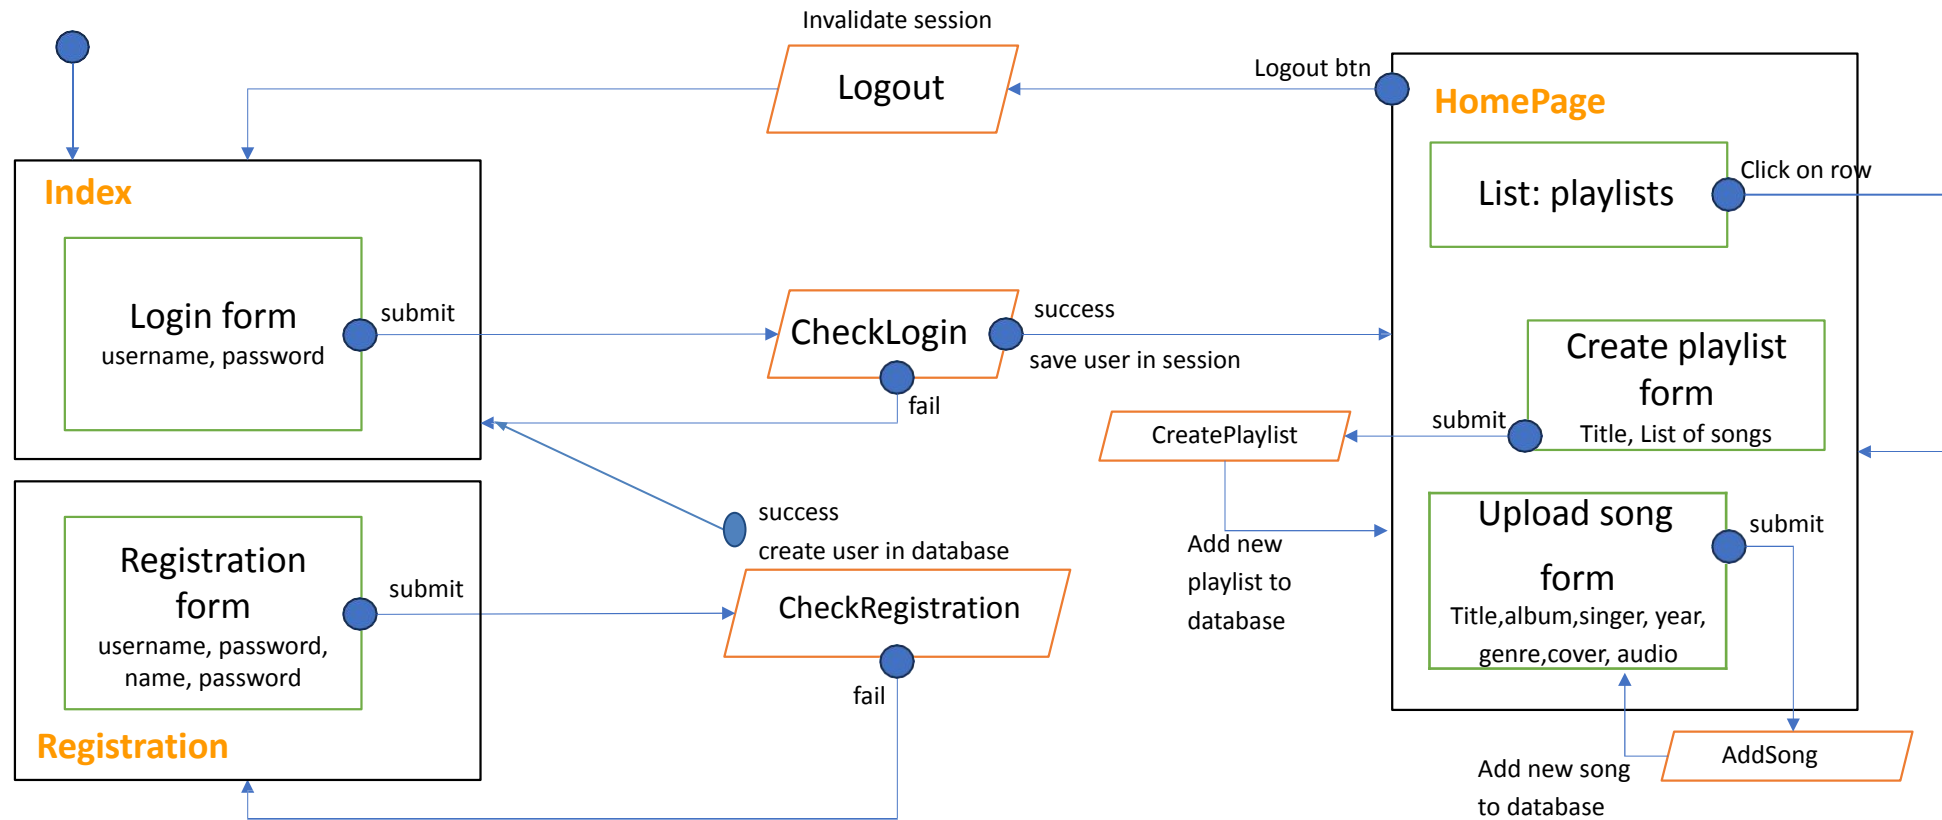 Invalidate session
Logout
Logout btn
HomePage
List: playlists
Click on row
Index
Login form
username, password
submit
CheckLogin
success
save user in session
fail
Create playlist
form
Title, List of songs
submit
CreatePlaylist
Add new
playlist to
database
Upload song
form
Title,album,singer, year,
genre,cover, audio
submit
AddSong
Add new song
to database
success
create user in database
Registration
form
username, password,
name, password
submit
CheckRegistration
fail
Registration